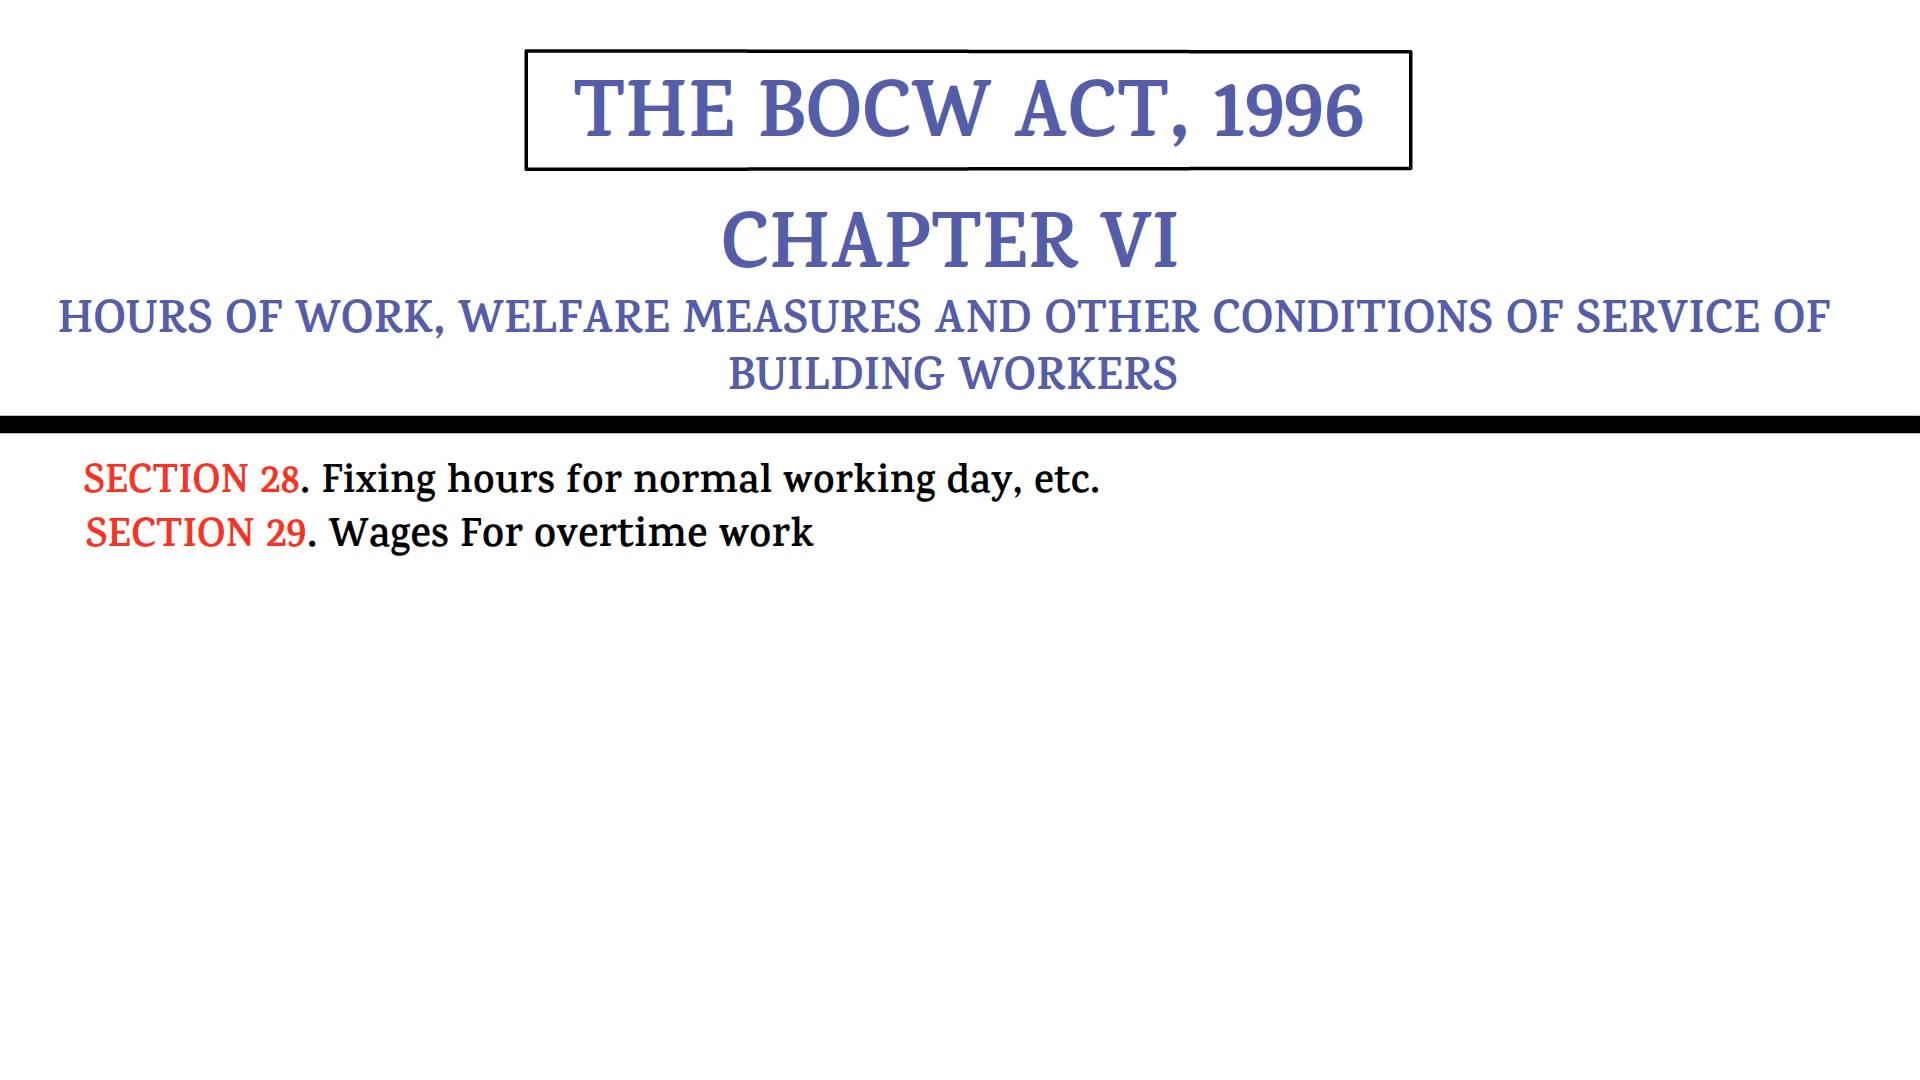 THE BOCW ACT, 1996
CHAPTER VI
HOURS OF WORK, WELFARE MEASURES AND OTHER CONDITIONS OF SERVICE OF
BUILDING WORKERS
SECTION 28. Fixing hours for normal working day, etc.
SECTION 29. Wages For overtime work